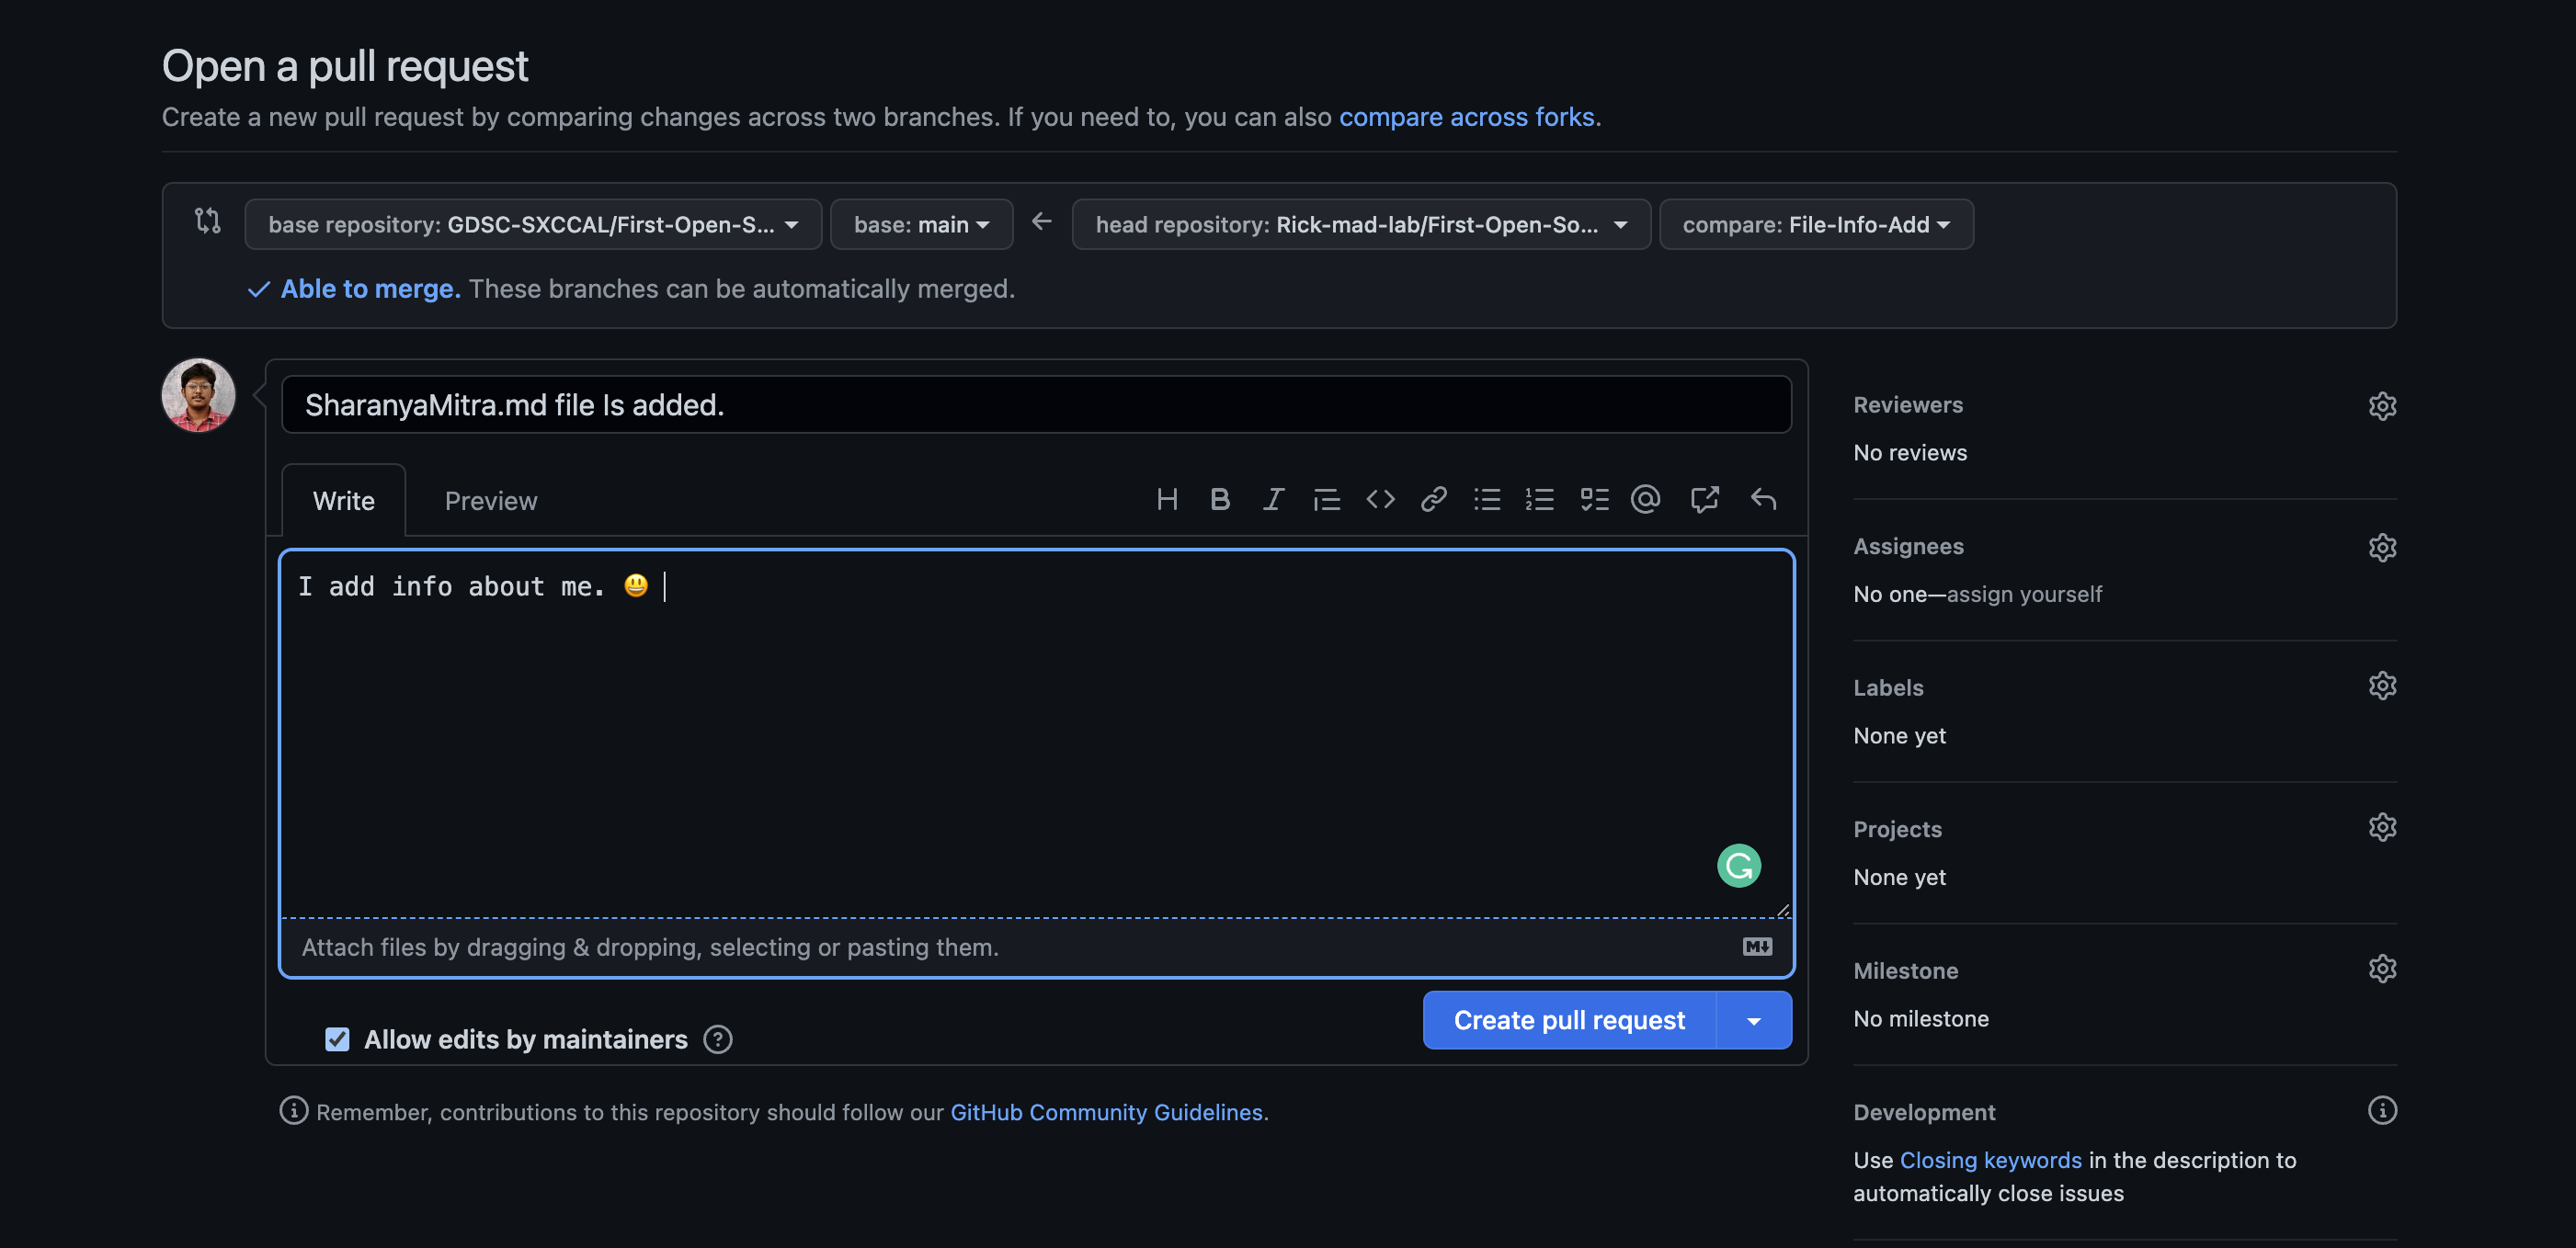 Open a pull request
Create a new pull request by comparing changes across two branches. If you need to, you can also compare across forks.
base repository: GDSC-SXCCAL/First-Open-S... base: main head repository: Rick-mad-lab/First-Open-So... compare: File-Info-Add
Able to merge. These branches can be automatically merged.
SharanyaMitra.md file Is added.
Write Preview
I add info about me. 😃
Attach files by dragging & dropping, selecting or pasting them.
Allow edits by maintainers
Create pull request
Remember, contributions to this repository should follow our GitHub Community Guidelines.
Reviewers
No reviews
Assignees
No one—assign yourself
Labels
None yet
Projects
None yet
Milestone
No milestone
Development
Use Closing keywords in the description to
automatically close issues